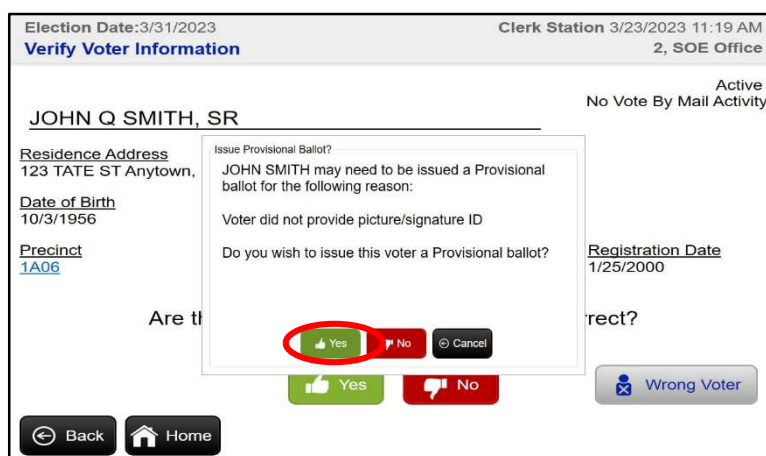 Election Date:3/31/2023
Clerk Station 3/23/2023 11:19 AM
Verify Voter Information
2, SOE Office
Active
No Vote By Mail Activity
JOHN Q SMITH, SR
Residence Address
123 TATE ST Anytown,
Date of Birth
10/3/1956
Precinct
1A06
Issue Provisional Ballot?
JOHN SMITH may need to be issued a Provisional
ballot for the following reason:
Voter did not provide picture/signature ID
Do you wish to issue this voter a Provisional ballot?
Yes
No
Cancel
Registration Date
1/25/2000
Are
Yes
No
Wrong Voter
Back
Home